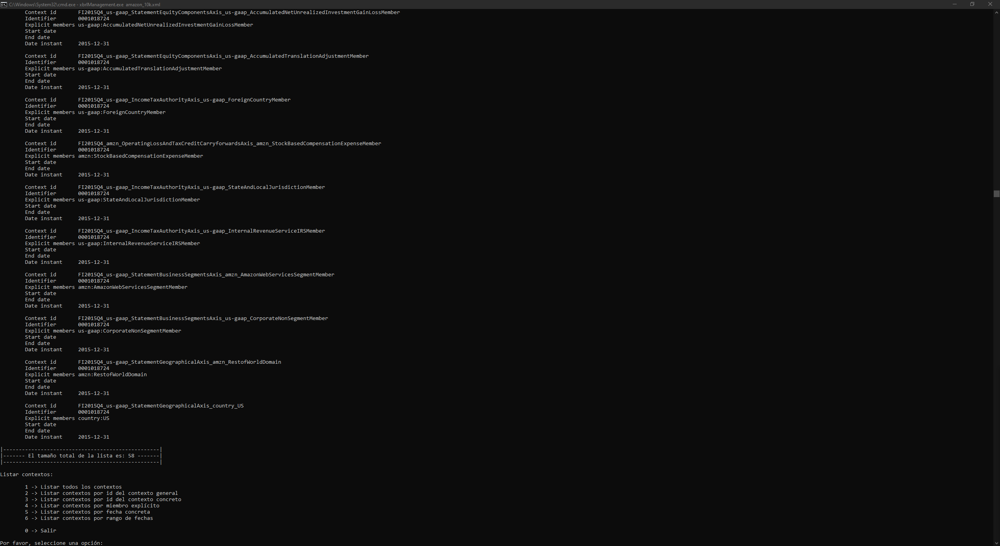 C:\Windows\System32\cmd.exe - xbrlManagement.exe  amazon_10k.xml
Context id       FI2015Q4_us-gaap_StatementEquityComponentsAxis_us-gaap_AccumulatedNetUnrealizedInvestmentGainLossMember
Identifier       0001018724
Explicit members us-gaap:AccumulatedNetUnrealizedInvestmentGainLossMember
Start date
End date
Date instant     2015-12-31
Context id       FI2015Q4_us-gaap_StatementEquityComponentsAxis_us-gaap_AccumulatedTranslationAdjustmentMember
Identifier       0001018724
Explicit members us-gaap:AccumulatedTranslationAdjustmentMember
Start date
End date
Date instant     2015-12-31
Context id       FI2015Q4_us-gaap_IncomeTaxAuthorityAxis_us-gaap_ForeignCountryMember
Identifier       0001018724
Explicit members us-gaap:ForeignCountryMember
Start date
End date
Date instant     2015-12-31
Context id       FI2015Q4_amzn_OperatingLossAndTaxCreditCarryforwardsAxis_amzn_StockBasedCompensationExpenseMember
Identifier       0001018724
Explicit members amzn:StockBasedCompensationExpenseMember
Start date
End date
Date instant     2015-12-31
Context id       FI2015Q4_us-gaap_IncomeTaxAuthorityAxis_us-gaap_StateAndLocalJurisdictionMember
Identifier       0001018724
Explicit members us-gaap:StateAndLocalJurisdictionMember
Start date
End date
Date instant     2015-12-31
Context id       FI2015Q4_us-gaap_IncomeTaxAuthorityAxis_us-gaap_InternalRevenueServiceIRSMember
Identifier       0001018724
Explicit members us-gaap:InternalRevenueServiceIRSMember
Start date
End date
Date instant     2015-12-31
Context id       FI2015Q4_us-gaap_StatementBusinessSegmentsAxis_amzn_AmazonWebServicesSegmentMember
Identifier       0001018724
Explicit members amzn:AmazonWebServicesSegmentMember
Start date
End date
Date instant     2015-12-31
Context id       FI2015Q4_us-gaap_StatementBusinessSegmentsAxis_us-gaap_CorporateNonSegmentMember
Identifier       0001018724
Explicit members us-gaap:CorporateNonSegmentMember
Start date
End date
Date instant     2015-12-31
Context id       FI2015Q4_us-gaap_StatementGeographicalAxis_amzn_RestofWorldDomain
Identifier       0001018724
Explicit members amzn:RestofWorldDomain
Start date
End date
Date instant     2015-12-31
Context id       FI2015Q4_us-gaap_StatementGeographicalAxis_country_US
Identifier       0001018724
Explicit members country:US
Start date
End date
Date instant     2015-12-31
|--------------------------------------------------|
|------- El tamaño total de la lista es: 58 -------|
|--------------------------------------------------|
Listar contextos:
1 -> Listar todos los contextos
2 -> Listar contextos por id del contexto general
3 -> Listar contextos por id del contexto concreto
4 -> Listar contextos por miembro explícito
5 -> Listar contextos por fecha concreta
6 -> Listar contextos por rango de fechas
0 -> Salir
Por favor, seleccione una opción: